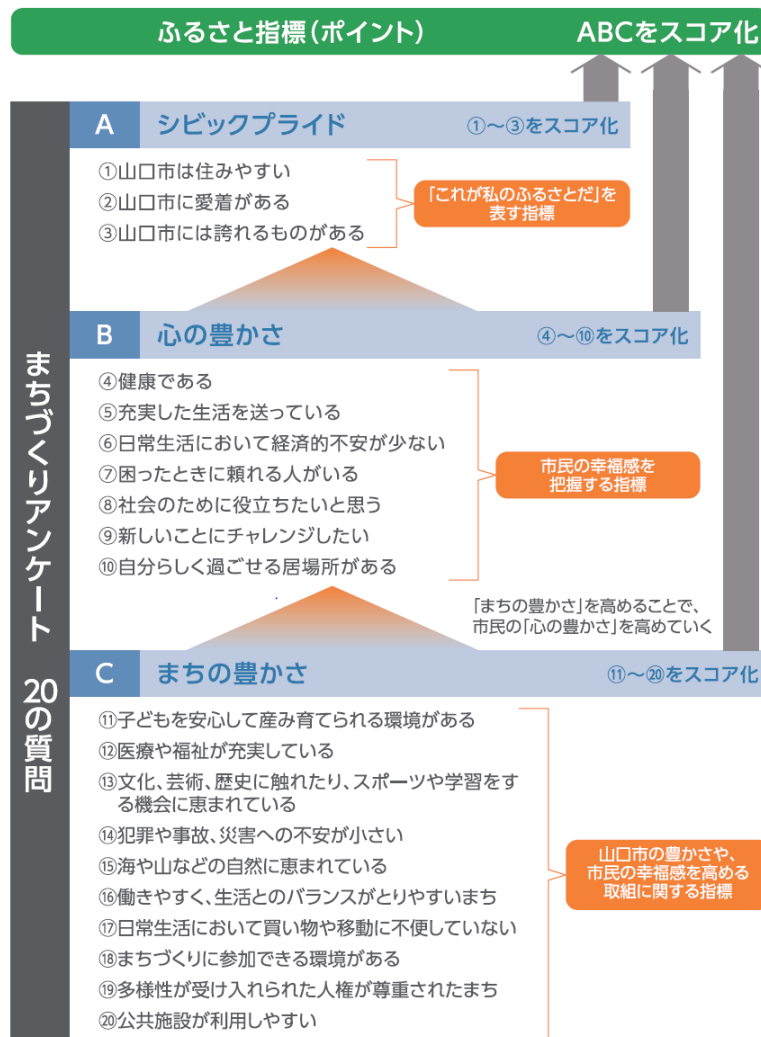 ふるさと指標(ポイント)
ABCをスコア化
まちづくりアンケート 20の質問
A シビックプライド ①～③をスコア化
①山口市は住みやすい
②山口市に愛着がある
③山口市には誇れるものがある
「これが私のふるさとだ」を
表す指標
B 心の豊かさ ④～⑩をスコア化
④健康である
⑤充実した生活を送っている
⑥日常生活において経済的不安が少ない
⑦困ったときに頼れる人がいる
⑧社会のために役立ちたいと思う
⑨新しいことにチャレンジしたい
⑩自分らしく過ごせる居場所がある
市民の幸福感を
把握する指標
「まちの豊かさ」を高めることで、
市民の「心の豊かさ」を高めていく
C まちの豊かさ ⑪～⑳をスコア化
⑪子どもを安心して産み育てられる環境がある
⑫医療や福祉が充実している
⑬文化、芸術、歴史に触れたり、スポーツや学習をす
る機会に恵まれている
⑭犯罪や事故、災害への不安が小さい
⑮海や山などの自然に恵まれている
⑯働きやすく、生活とのバランスがとりやすいまち
⑰日常生活において買い物や移動に不便していない
⑱まちづくりに参加できる環境がある
⑲多様性が受け入れられた人権が尊重されたまち
⑳公共施設が利用しやすい
山口市の豊かさや、
市民の幸福感を高める
取組に関する指標